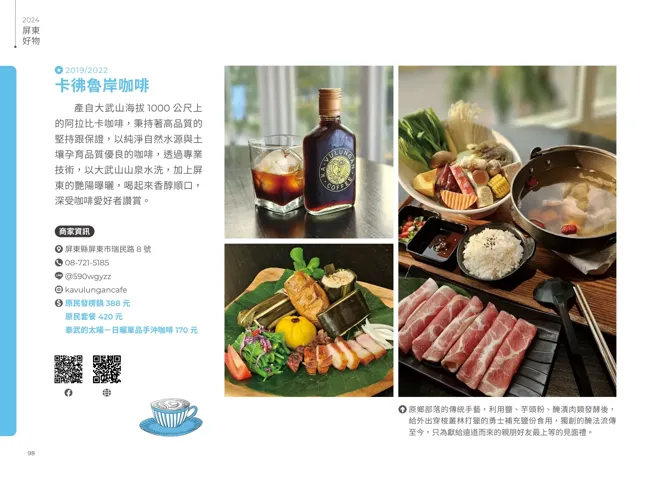 2024
屏東
好物
2019/2022
卡彿魯岸咖啡
產自大武山海拔 1000 公尺上
的阿拉比卡咖啡，秉持著高品質的
堅持跟保證，以純淨自然水源與土
壤孕育品質優良的咖啡，透過專業
技術，以大武山山泉水洗，加上屏
東的艷陽曝曬，喝起來香醇順口，
深受咖啡愛好者讚賞。
商家資訊
屏東縣屏東市瑞民路 8 號
08-721-5185
@590wgyzz
kavulungancafe
原民發橒鍋 388 元
原民套餐 420 元
泰武的太陽－日曬單品手沖咖啡 170 元
KAVULUNGAN
COFFEE
原鄉部落的傳統手藝，利用鹽、芋頭粉、醃漬肉類發酵後，
給外出穿梭叢林打獵的勇士補充鹽份食用，獨創的醃法流傳
至今，只為獻給遠道而來的親朋好友最上等的見面禮。
98